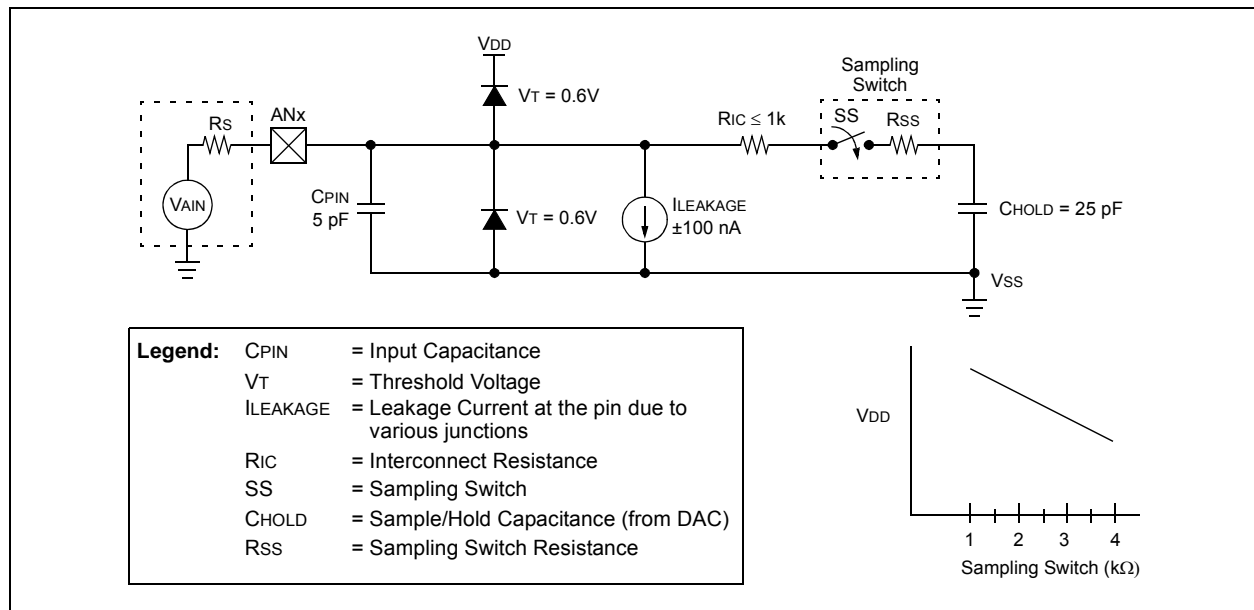 VDD
Sampling
Switch
VT = 0.6V
RS
ANx
RIC ≤ 1k
SS
RSS
VAIN
CPIN
5 pF
VT = 0.6V
ILEAKAGE
±100 nA
CHOLD = 25 pF
VSS
Legend: CPIN = Input Capacitance
VT = Threshold Voltage
ILEAKAGE = Leakage Current at the pin due to
various junctions
RIC = Interconnect Resistance
SS = Sampling Switch
CHOLD = Sample/Hold Capacitance (from DAC)
RSS = Sampling Switch Resistance
VDD
1 2 3 4
Sampling Switch (kΩ)